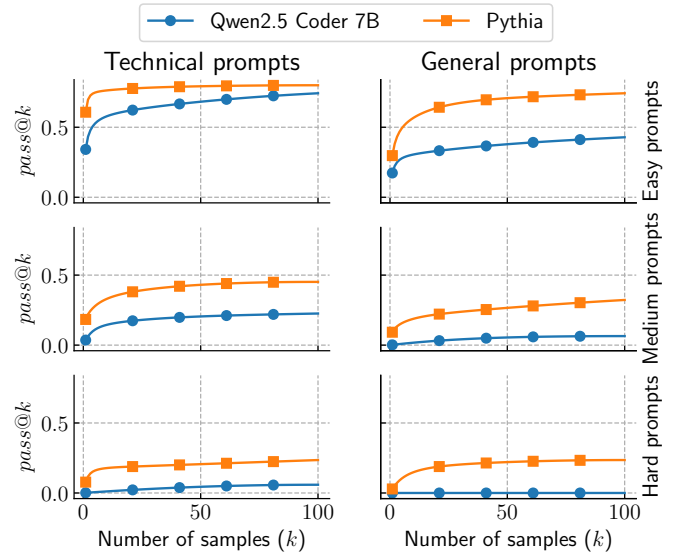 Qwen2.5 Coder 7B Pythia
Technical prompts General prompts
pass@k 0.5 0.0 Easy prompts
pass@k 0.5 0.0 Medium prompts
pass@k 0.5 0.0 Hard prompts
0 50 100 0 50 100
Number of samples (k) Number of samples (k)